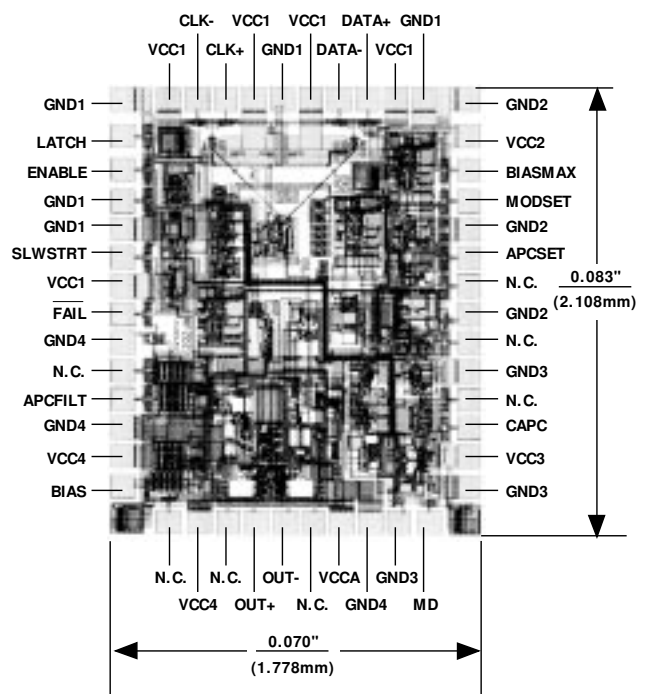 CLK- VCC1 VCC1 DATA+ GND1
VCC1 CLK+ GND1 DATA- VCC1
GND1
LATCH
ENABLE
GND1
GND1
SLWSTRT
VCC1
FAIL
GND4
N.C.
APCFILT
GND4
VCC4
BIAS
GND2
VCC2
BIASMAX
MODSET
GND2
APCSET
N.C.
GND2
N.C.
GND3
N.C.
CAPC
VCC3
GND3
0.083"
(2.108mm)
N.C. N.C. OUT- VCCA GND3
VCC4 OUT+ N.C. GND4 MD
0.070"
(1.778mm)